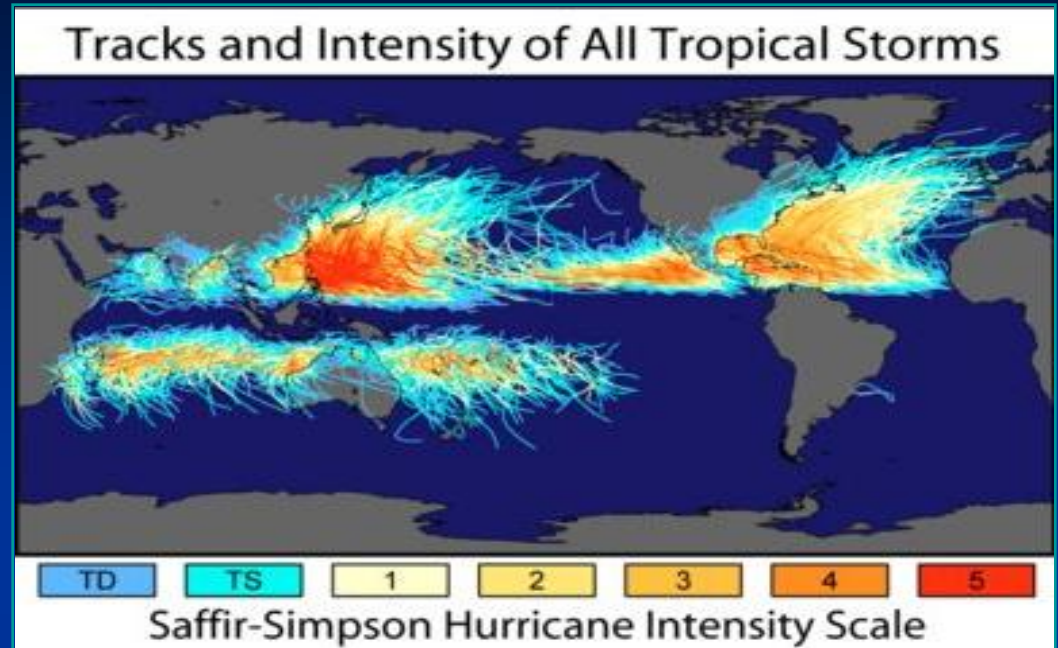 Tracks and Intensity of All Tropical Storms
TD TS 1 2 3 4 5
Saffir-Simpson Hurricane Intensity Scale